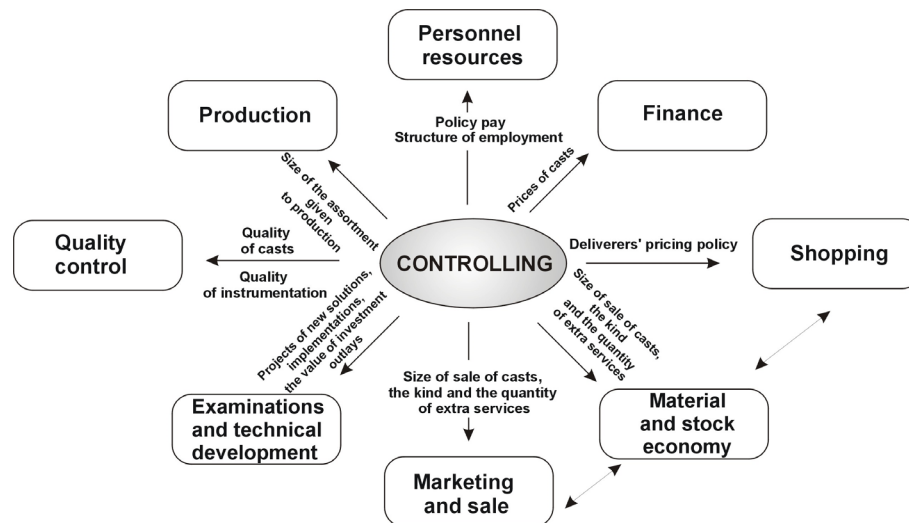 Personnel
resources
Production
Policy pay
Structure of employment
Finance
Size of the assortment
given
to production
Prices of casts
Quality
control
Quality
of casts
Quality
of instrumentation
CONTROLLING
Deliverers' pricing policy
Shopping
Projects of new solutions,
implementations,
the value of investment
outlays
Size of sale of casts,
the kind and the quantity
of extra services
Size of sale of casts,
the kind
and the quantity
of extra services
Examinations
and technical
development
Marketing
and sale
Material
and stock
economy